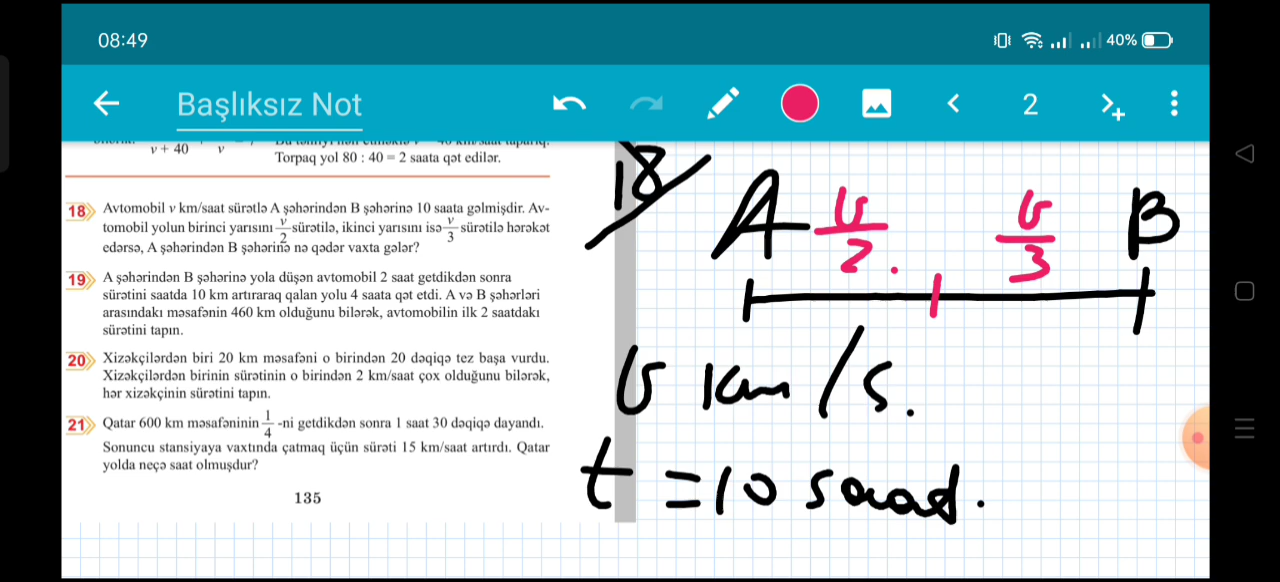 08:49
40%
Başlıksız Not
2
v + 40 v
Torpaq yol 80 : 40 = 2 saata qət edilər.
18 Avtomobil v km/saat sürətlə A şəhərindən B şəhərinə 10 saata gəlmişdir. Av-
tomobil yolun birinci yarısını v/2 sürətilə, ikinci yarısını isə v/3 sürətilə hərəkət
edərsə, A şəhərindən B şəhərinə nə qədər vaxta gələr?
19 A şəhərindən B şəhərinə yola düşən avtomobil 2 saat getdikdən sonra
sürətini saatda 10 km artıraraq qalan yolu 4 saata qət etdi. A və B şəhərləri
arasındakı məsafənin 460 km olduğunu bilərək, avtomobilin ilk 2 saatdakı
sürətini tapın.
20 Xizəkçilərdən biri 20 km məsafəni o birindən 20 dəqiqə tez başa vurdu.
Xizəkçilərdən birinin sürətinin o birindən 2 km/saat çox olduğunu bilərək,
hər xizəkçinin sürətini tapın.
21 Qatar 600 km məsafəninin 1/4 -ni getdikdən sonra 1 saat 30 dəqiqə dayandı.
Sonuncu stansiyaya vaxtında çatmaq üçün sürəti 15 km/saat artırdı. Qatar
yolda neçə saat olmuşdur?
135
18
A v/2. v/3 B
v km/s.
t = 10 saad.